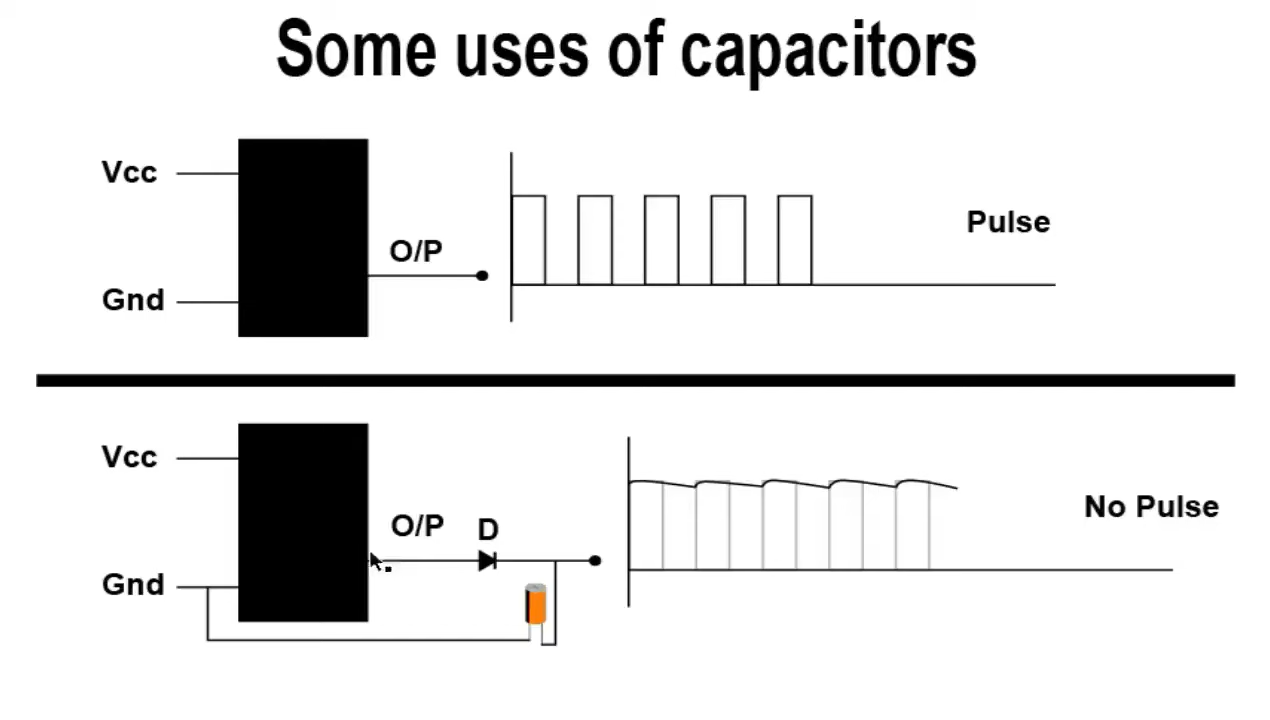 Some uses of capacitors
Vcc
O/P
Pulse
Gnd
Vcc
O/P
D
No Pulse
Gnd